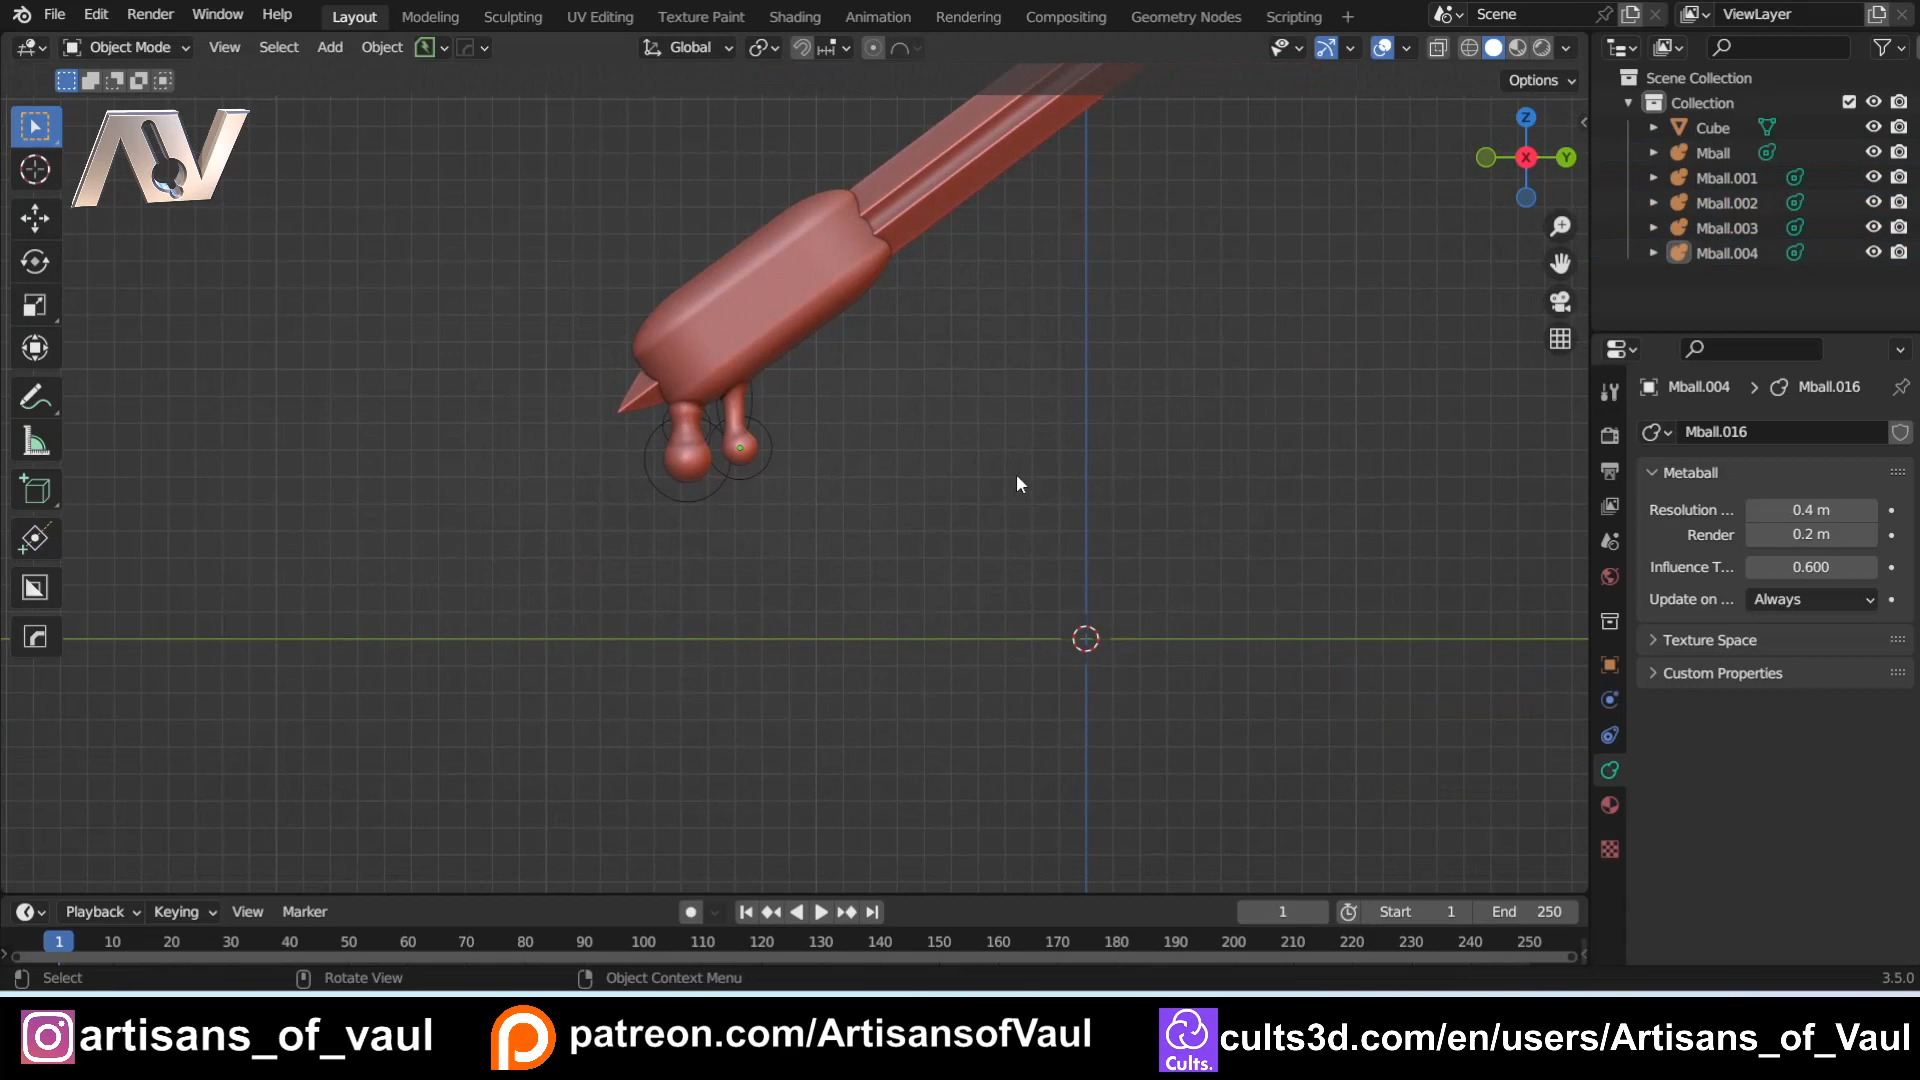 File Edit Render Window Help Layout Modeling Sculpting UV Editing Texture Paint Shading Animation Rendering Compositing Geometry Nodes Scripting + Scene ViewLayer
Object Mode View Select Add Object Global
Options
AV
Scene Collection
Collection
Cube
Mball
Mball.001
Mball.002
Mball.003
Mball.004
Z
X
Y
Mball.004 > Mball.016
Mball.016
Metaball
Resolution ... 0.4 m
Render 0.2 m
Influence T... 0.600
Update on ... Always
Texture Space
Custom Properties
Playback Keying View Marker 1 Start 1 End 250
1 10 20 30 40 50 60 70 80 90 100 110 120 130 140 150 160 170 180 190 200 210 220 230 240 250
Select Rotate View Object Context Menu 3.5.0
artisans_of_vaul patreon.com/ArtisansofVaul Cults. cults3d.com/en/users/Artisans_of_Vaul